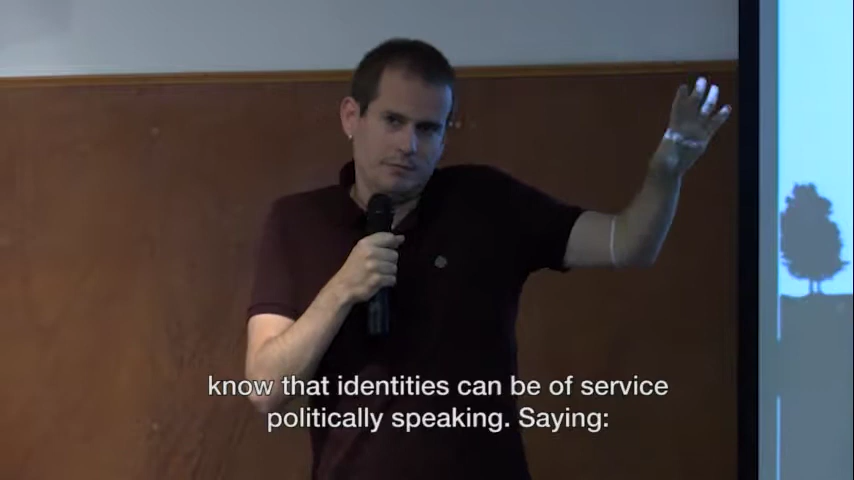 know that identities can be of service
politically speaking. Saying: